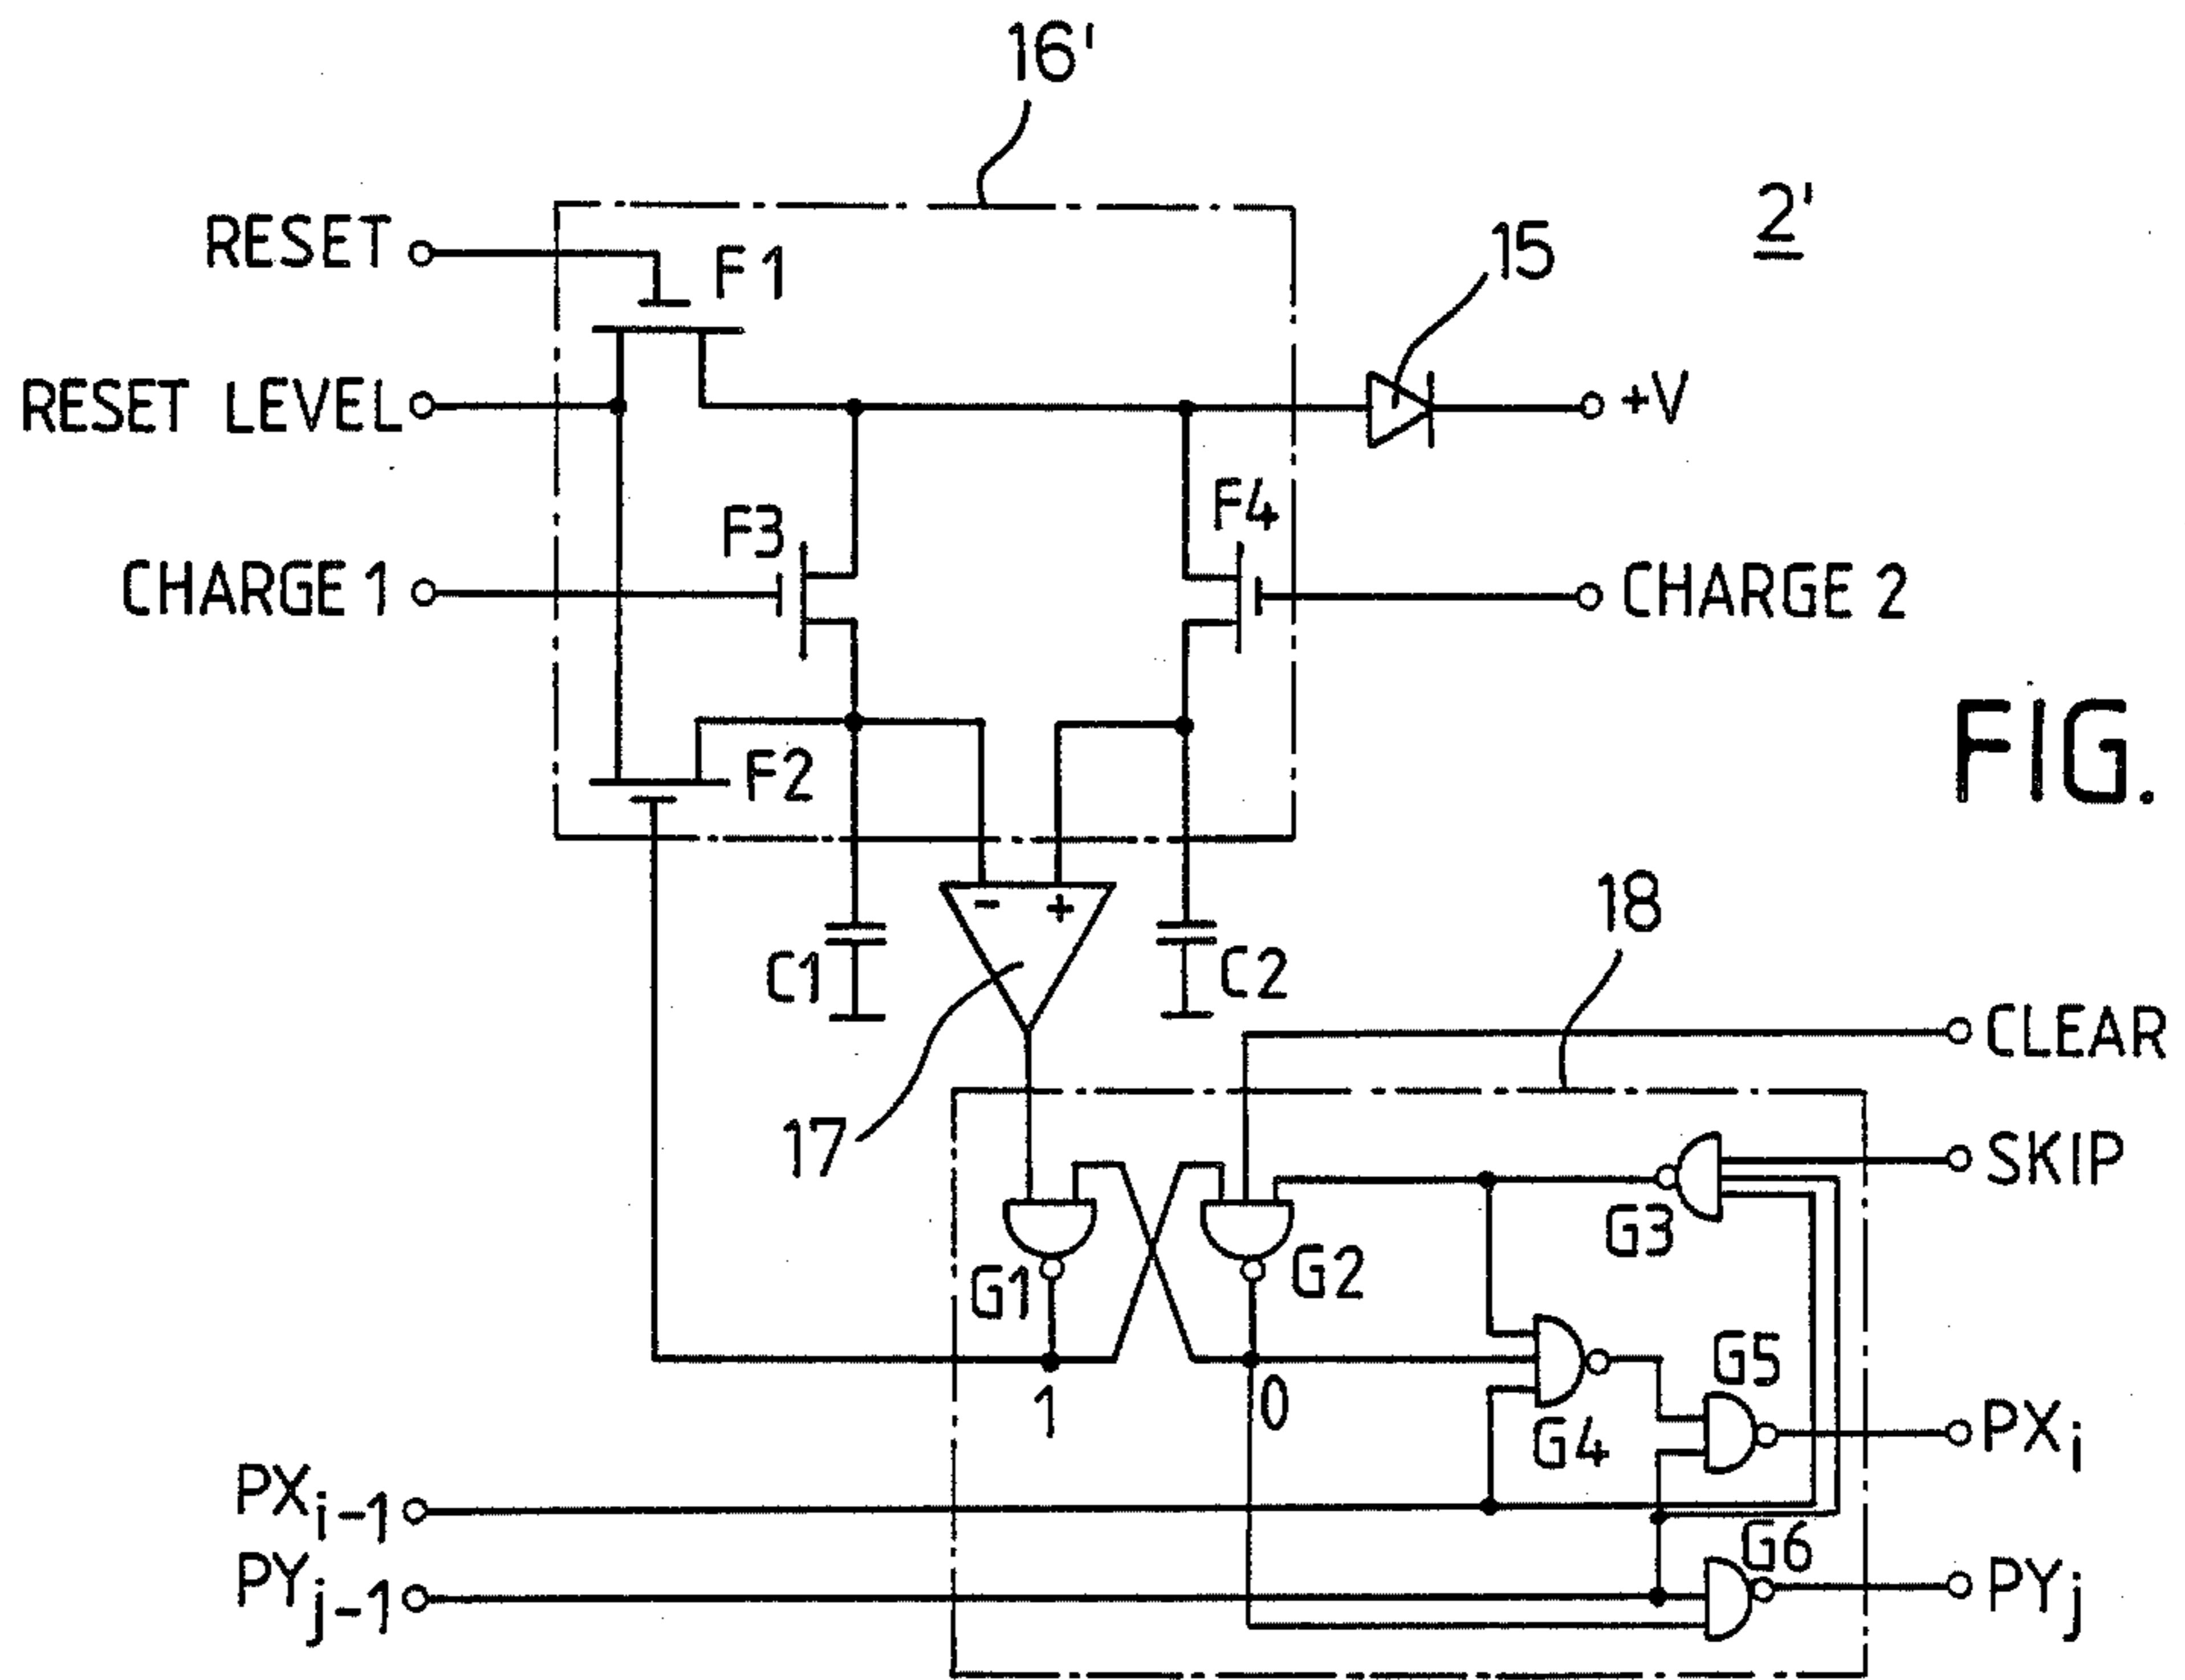 16'
2'
RESET
F1
15
RESET LEVEL
+V
F3
F4
CHARGE 1
CHARGE 2
F2
FIG.
- +
18
C1
C2
CLEAR
17
SKIP
G3
G1
G2
G5
1
0
G4
PXi
PXi-1
G6
PYj-1
PYj